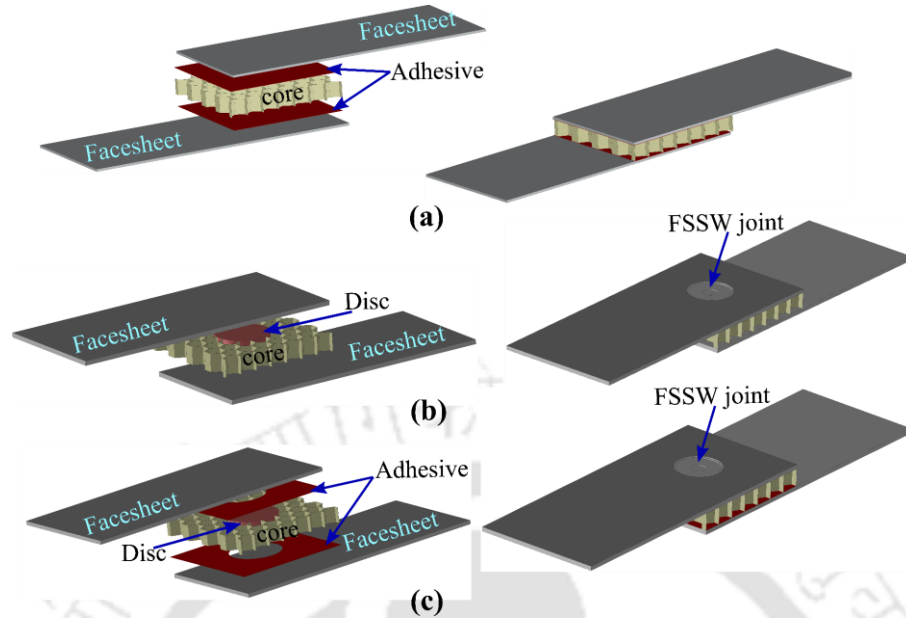 Facesheet
Adhesive
core
Facesheet
(a)
FSSW joint
Disc
Facesheet
core
Facesheet
(b)
FSSW joint
Adhesive
Facesheet
core
Facesheet
Disc
(c)